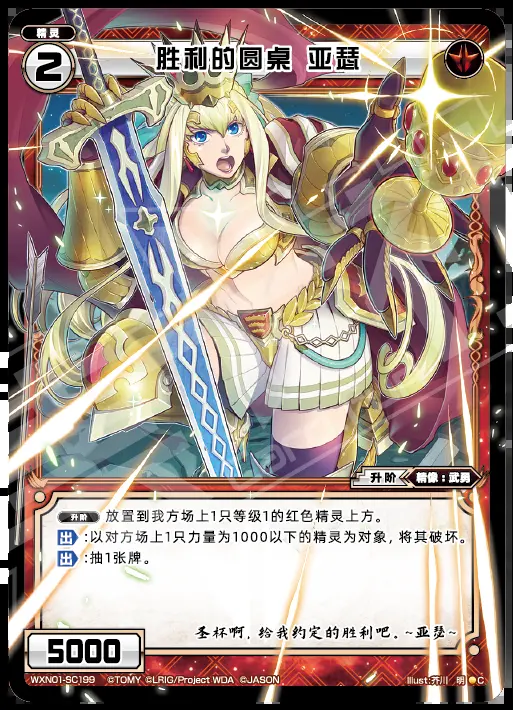 精灵
2
胜利的圆桌 亚瑟
升阶 精像：武勇
升阶 放置到我方场上1只等级1的红色精灵上方。
出：以对方场上1只力量为1000以下的精灵为对象，将其破坏。
出：抽1张牌。
圣杯啊，给我约定的胜利吧。~亚瑟~
5000
WXN01-SC199 ©TOMY ©LRIG/Project WDA ©JASON
Illust:芥川 明 C